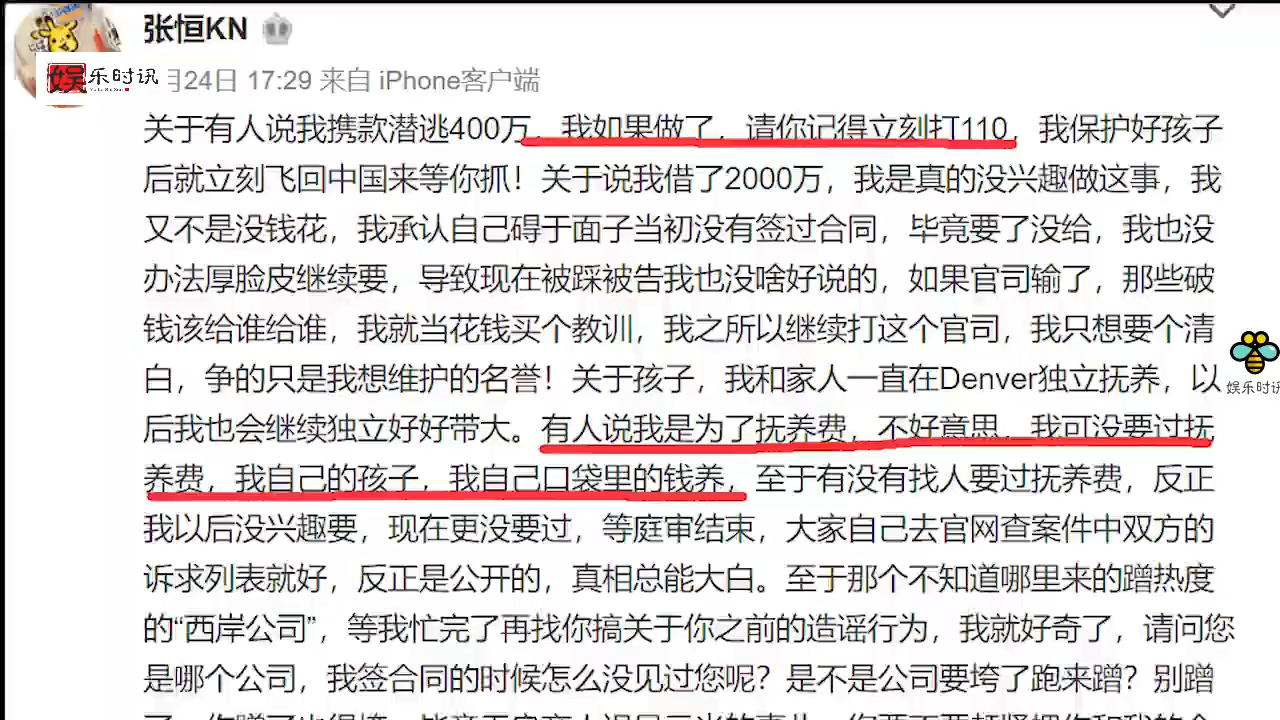 张恒KN
娱乐时讯
月24日 17:29 来自 iPhone客户端
关于有人说我携款潜逃400万，我如果做了，请你记得立刻打110，我保护好孩子
后就立刻飞回中国来等你抓！关于说我借了2000万，我是真的没兴趣做这事，我
又不是没钱花，我承认自己碍于面子当初没有签过合同，毕竟要了没给，我也没
办法厚脸皮继续要，导致现在被踩被告我也没啥好说的，如果官司输了，那些破
钱该给谁给谁，我就当花钱买个教训，我之所以继续打这个官司，我只想要个清
白，争的只是我想维护的名誉！关于孩子，我和家人一直在Denver独立抚养，以
娱乐时讯
后我也会继续独立好好带大。有人说我是为了抚养费，不好意思，我可没要过抚
养费，我自己的孩子，我自己口袋里的钱养，至于有没有找人要过抚养费，反正
我以后没兴趣要，现在更没要过，等庭审结束，大家自己去官网查案件中双方的
诉求列表就好，反正是公开的，真相总能大白。至于那个不知道哪里来的蹭热度
的“西岸公司”，等我忙完了再找你搞关于你之前的造谣行为，我就好奇了，请问您
是哪个公司，我签合同的时候怎么没见过您呢？是不是公司要垮了跑来蹭？别蹭